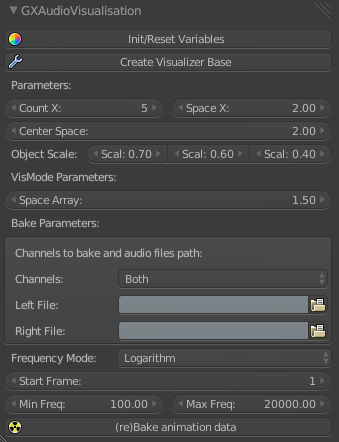 GXAudioVisualisation
Init/Reset Variables
Create Visualizer Base
Parameters:
Count X: 5 Space X: 2.00
Center Space: 2.00
Object Scale: Scal: 0.70 Scal: 0.60 Scal: 0.40
VisMode Parameters:
Space Array: 1.50
Bake Parameters:
Channels to bake and audio files path:
Channels: Both
Left File:
Right File:
Frequency Mode: Logarithm
Start Frame: 1
Min Freq: 100.00 Max Freq: 20000.00
(re)Bake animation data